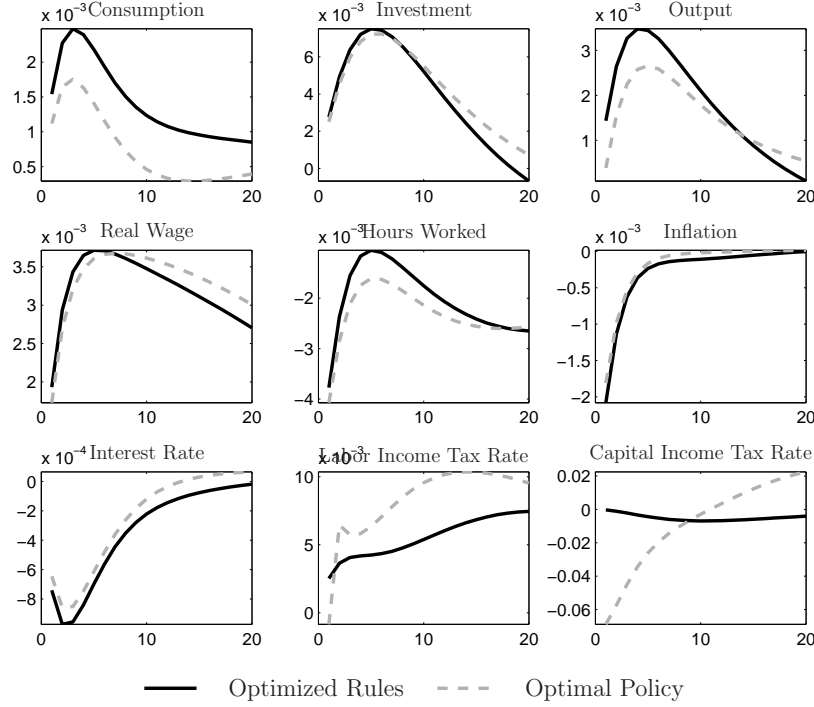 x 10⁻³ Consumption
2
1.5
1
0.5
0 10 20
x 10⁻³ Investment
6
4
2
0
0 10 20
x 10⁻³ Output
3
2
1
0 10 20
x 10⁻³ Real Wage
3.5
3
2.5
2
0 10 20
x 10⁻³ Hours Worked
−2
−3
−4
0 10 20
x 10⁻³ Inflation
0
−0.5
−1
−1.5
−2
0 10 20
x 10⁻⁴ Interest Rate
0
−2
−4
−6
−8
0 10 20
x 10⁻³ Labor Income Tax Rate
10
5
0
0 10 20
Capital Income Tax Rate
0.02
0
−0.02
−0.04
−0.06
0 10 20
Optimized Rules Optimal Policy